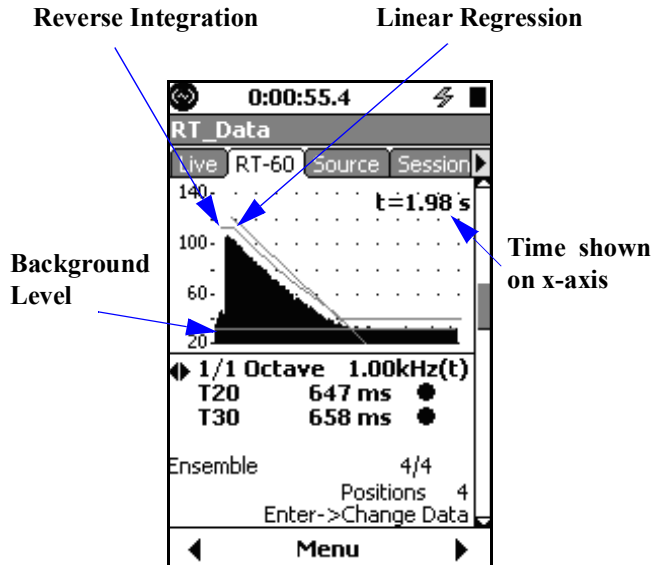 Reverse Integration
Linear Regression
0:00:55.4
RT_Data
Live RT-60 Source Session
140
t=1.98 s
100
60
20
Background
Level
Time shown
on x-axis
1/1 Octave 1.00kHz(t)
T20 647 ms
T30 658 ms
Ensemble 4/4
Positions 4
Enter->Change Data
Menu